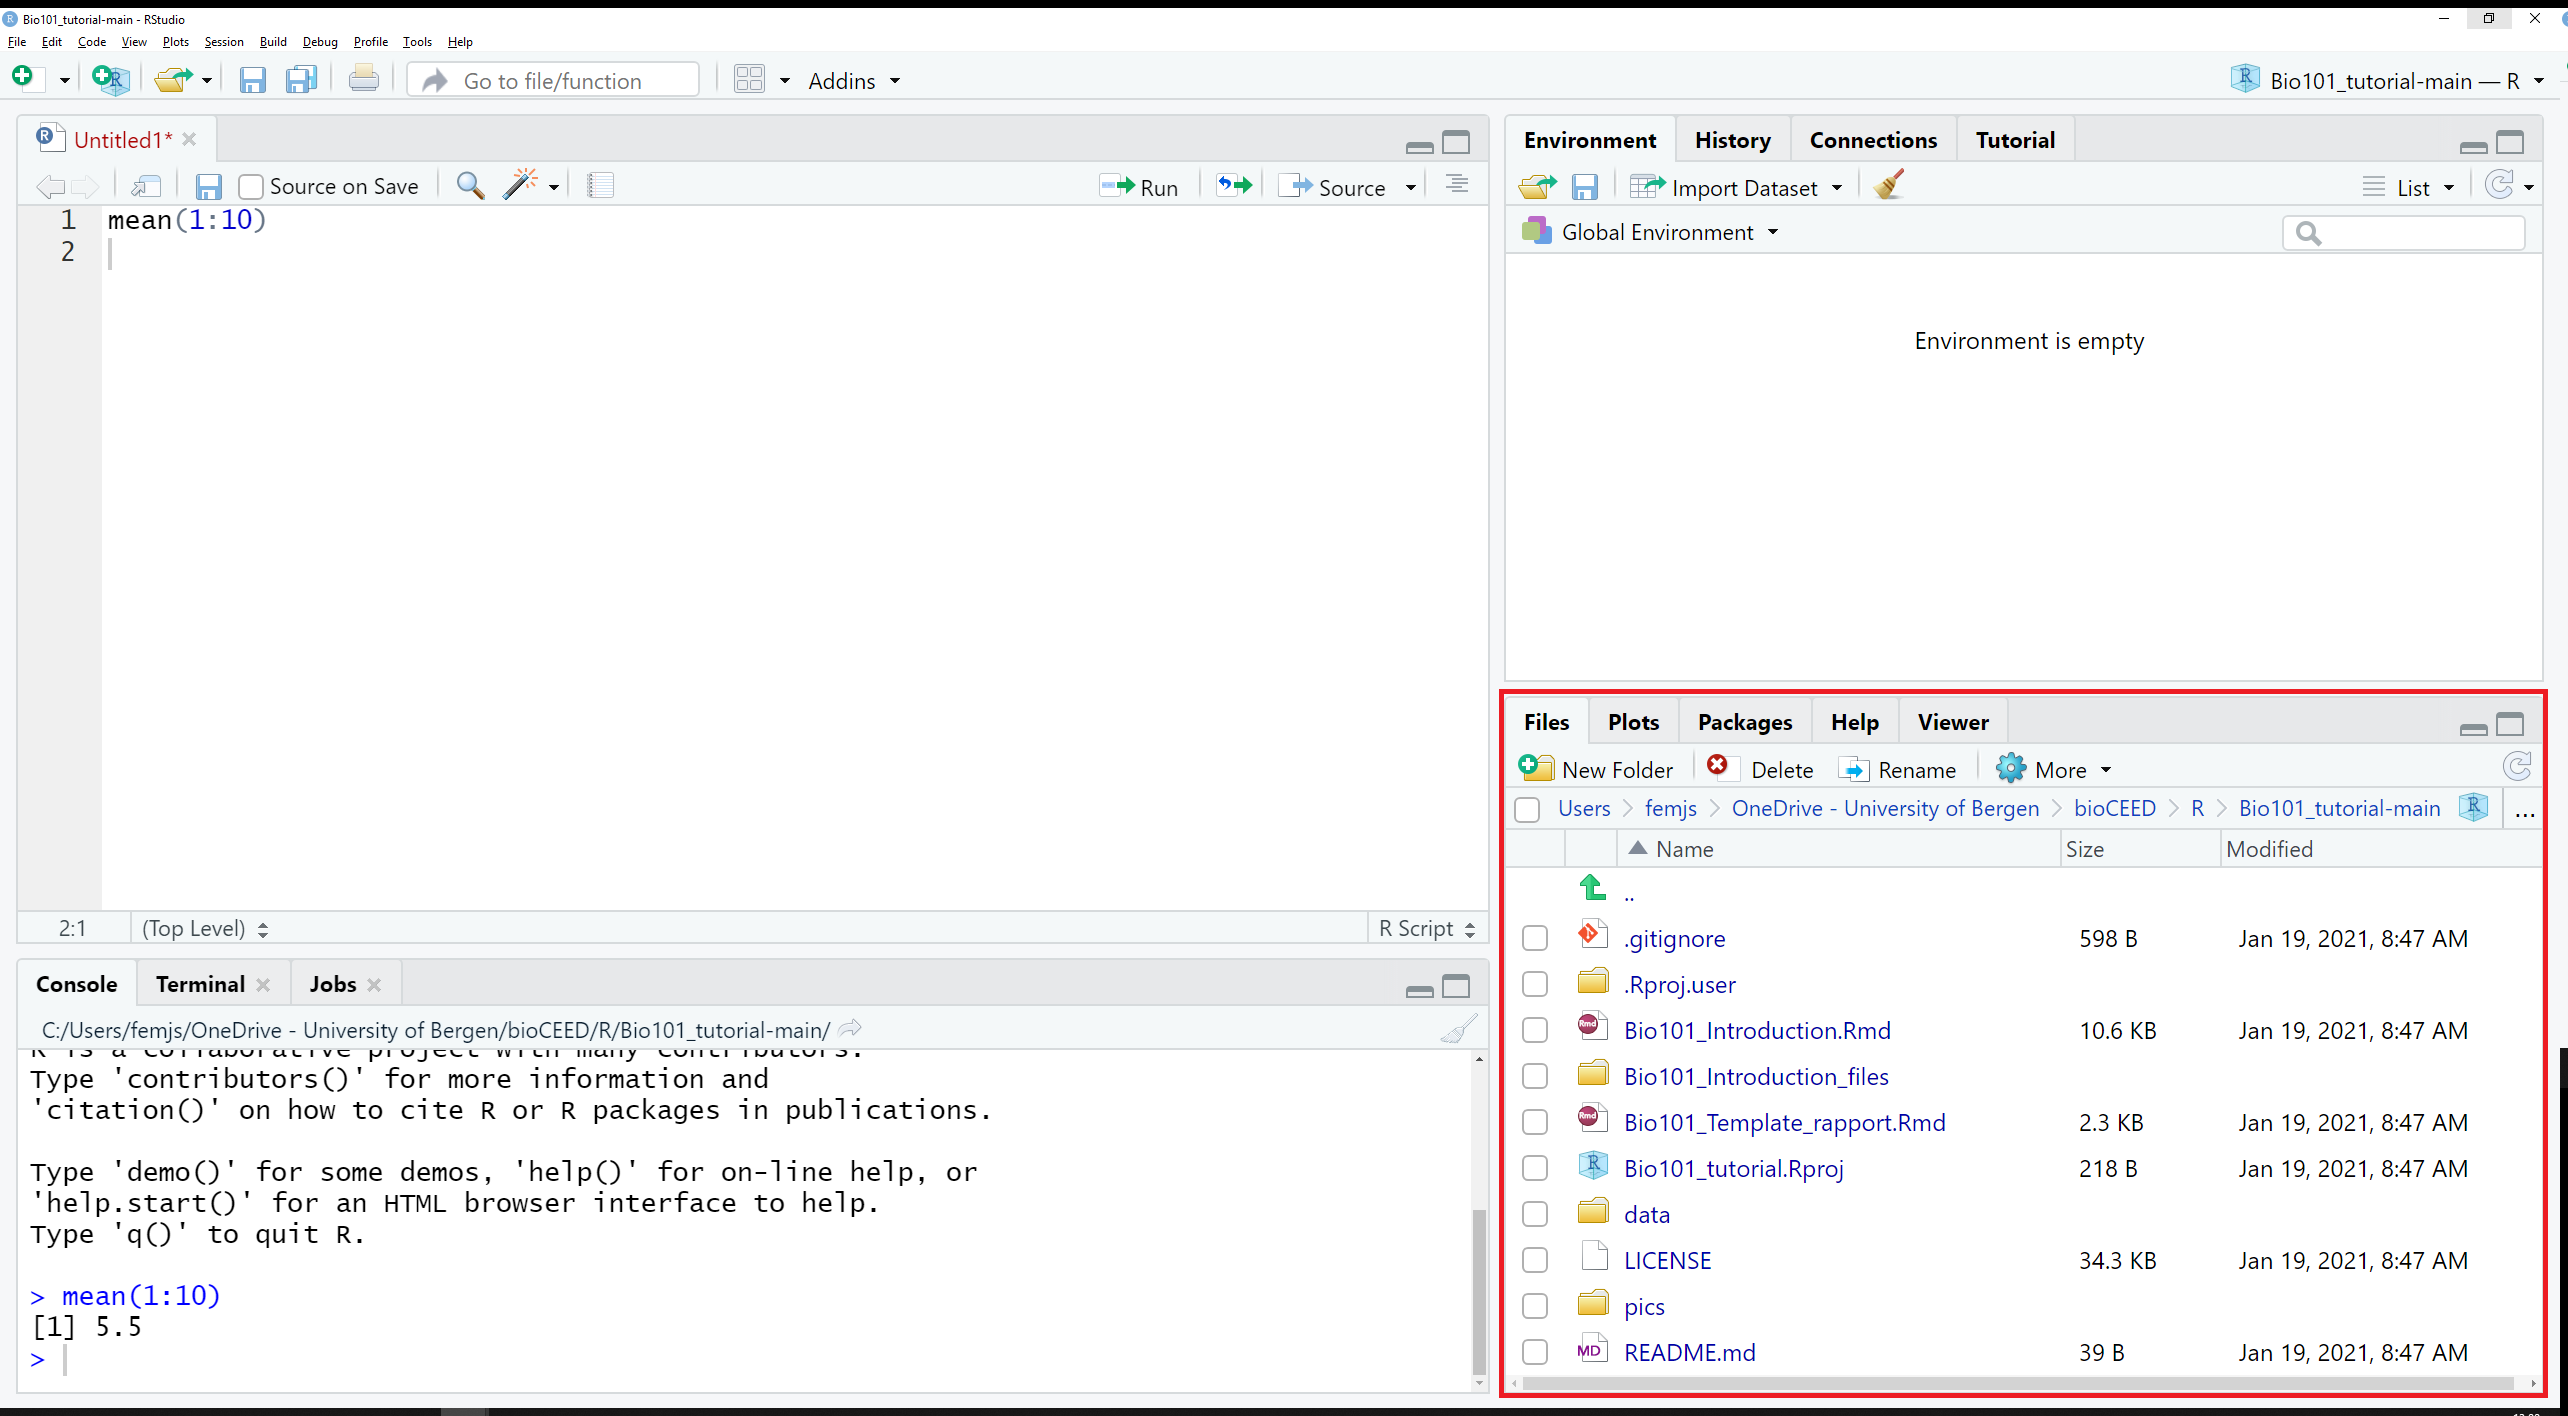 Bio101_tutorial-main - RStudio
File Edit Code View Plots Session Build Debug Profile Tools Help
Go to file/function Addins Bio101_tutorial-main — R
Untitled1*
Source on Save Run Source
1 mean(1:10)
2
2:1 (Top Level) R Script
Console Terminal Jobs
C:/Users/femjs/OneDrive - University of Bergen/bioCEED/R/Bio101_tutorial-main/
R is a collaborative project with many contributors.
Type 'contributors()' for more information and
'citation()' on how to cite R or R packages in publications.
Type 'demo()' for some demos, 'help()' for on-line help, or
'help.start()' for an HTML browser interface to help.
Type 'q()' to quit R.
> mean(1:10)
[1] 5.5
>
Environment History Connections Tutorial
Import Dataset List
Global Environment
Environment is empty
Files Plots Packages Help Viewer
New Folder Delete Rename More
Users > femjs > OneDrive - University of Bergen > bioCEED > R > Bio101_tutorial-main ...
Name Size Modified
..
.gitignore 598 B Jan 19, 2021, 8:47 AM
.Rproj.user
Bio101_Introduction.Rmd 10.6 KB Jan 19, 2021, 8:47 AM
Bio101_Introduction_files
Bio101_Template_rapport.Rmd 2.3 KB Jan 19, 2021, 8:47 AM
Bio101_tutorial.Rproj 218 B Jan 19, 2021, 8:47 AM
data
LICENSE 34.3 KB Jan 19, 2021, 8:47 AM
pics
README.md 39 B Jan 19, 2021, 8:47 AM